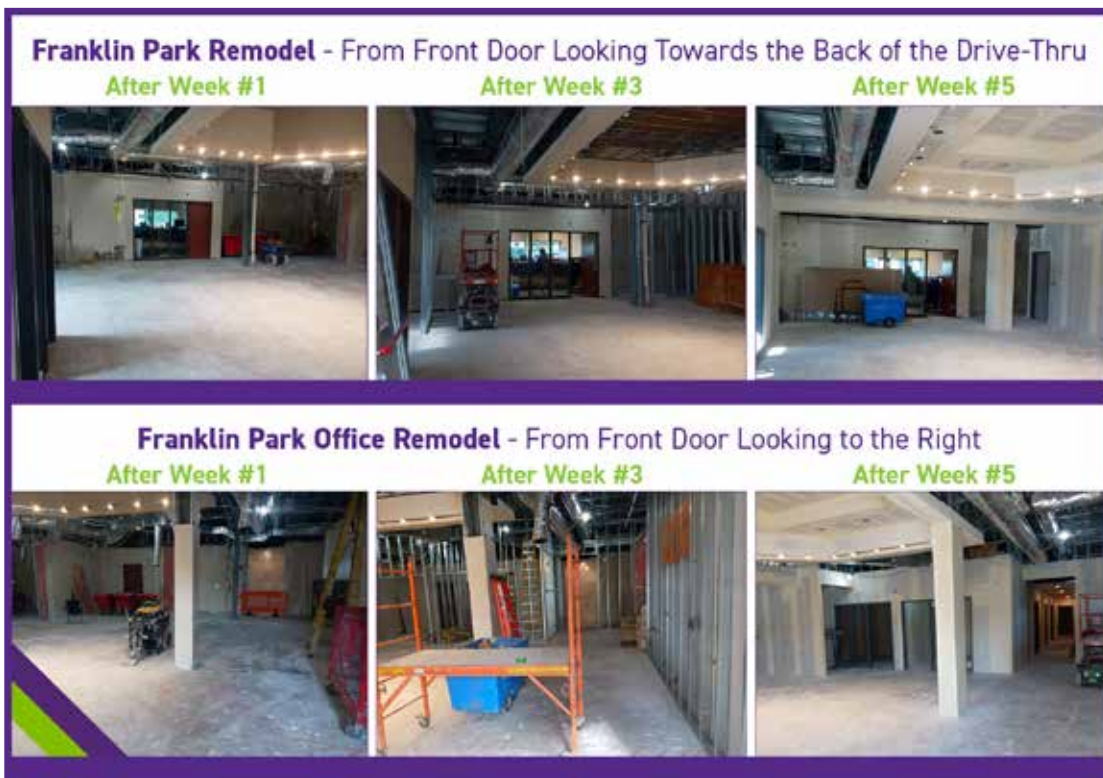 Franklin Park Remodel - From Front Door Looking Towards the Back of the Drive-Thru
After Week #1
After Week #3
After Week #5
Franklin Park Office Remodel - From Front Door Looking to the Right
After Week #1
After Week #3
After Week #5